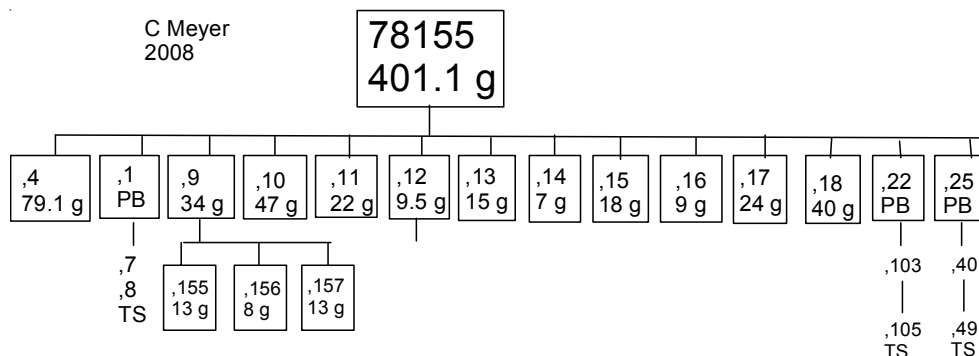 C Meyer
2008
78155
401.1 g
,4
79.1 g
,1
PB
,9
34 g
,10
47 g
,11
22 g
,12
9.5 g
,13
15 g
,14
7 g
,15
18 g
,16
9 g
,17
24 g
,18
40 g
,22
PB
,25
PB
,7
,8
TS
,155
13 g
,156
8 g
,157
13 g
,103
,40
,105
TS
,49
TS